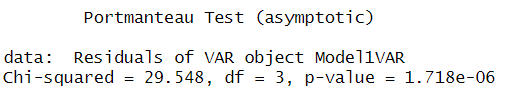 Portmanteau Test (asymptotic)
data:  Residuals of VAR object Model1VAR
Chi-squared = 29.548, df = 3, p-value = 1.718e-06